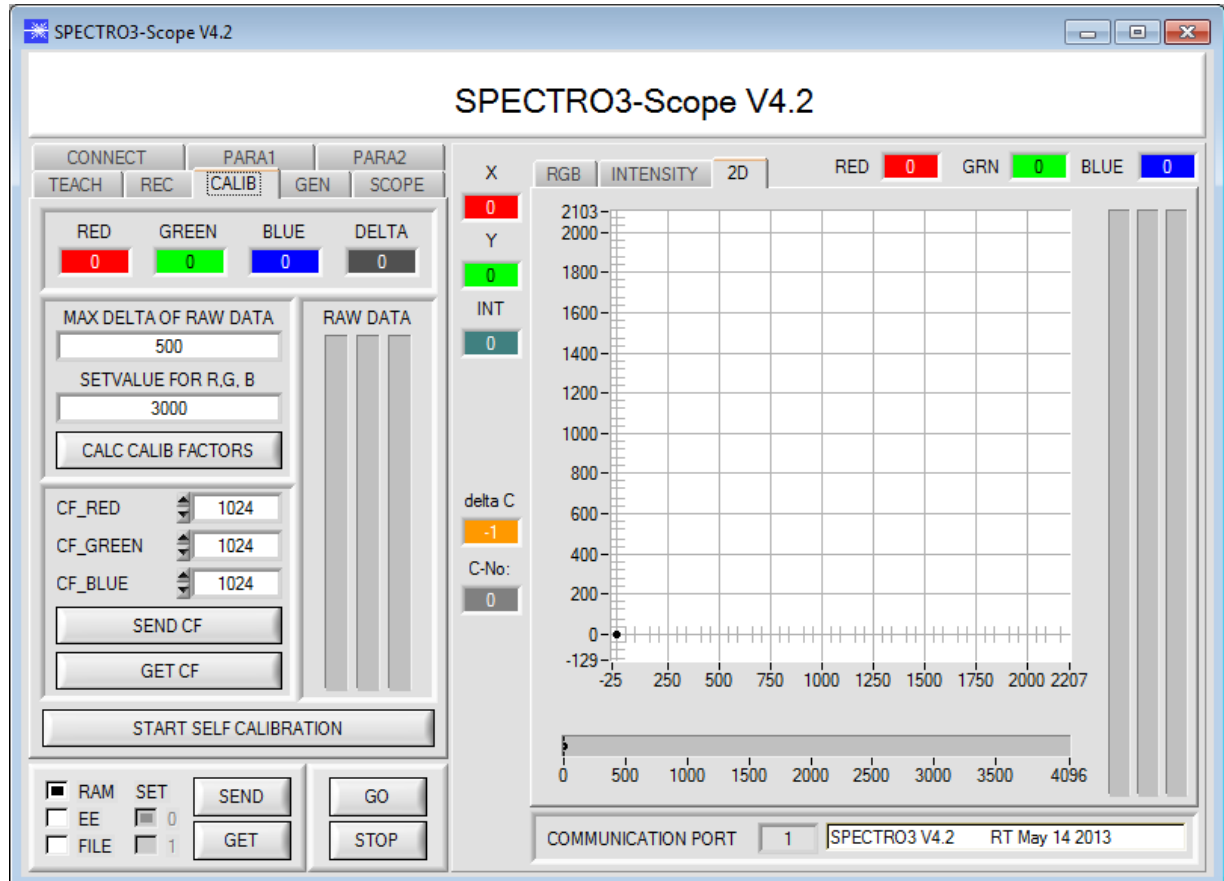 SPECTRO3-Scope V4.2
SPECTRO3-Scope V4.2
CONNECT PARA1 PARA2
TEACH REC CALIB GEN SCOPE
RED GREEN BLUE DELTA
0 0 0 0
MAX DELTA OF RAW DATA
500
SETVALUE FOR R,G, B
3000
CALC CALIB FACTORS
RAW DATA
CF_RED 1024
CF_GREEN 1024
CF_BLUE 1024
SEND CF
GET CF
START SELF CALIBRATION
RAM SET
EE 0
FILE 1
SEND
GET
GO
STOP
X
0
Y
0
INT
0
delta C
-1
C-No:
0
RGB INTENSITY 2D
RED 0 GRN 0 BLUE 0
2103
2000
1800
1600
1400
1200
1000
800
600
400
200
0
-129
-25 250 500 750 1000 1250 1500 1750 2000 2207
0 500 1000 1500 2000 2500 3000 3500 4096
COMMUNICATION PORT 1 SPECTRO3 V4.2 RT May 14 2013